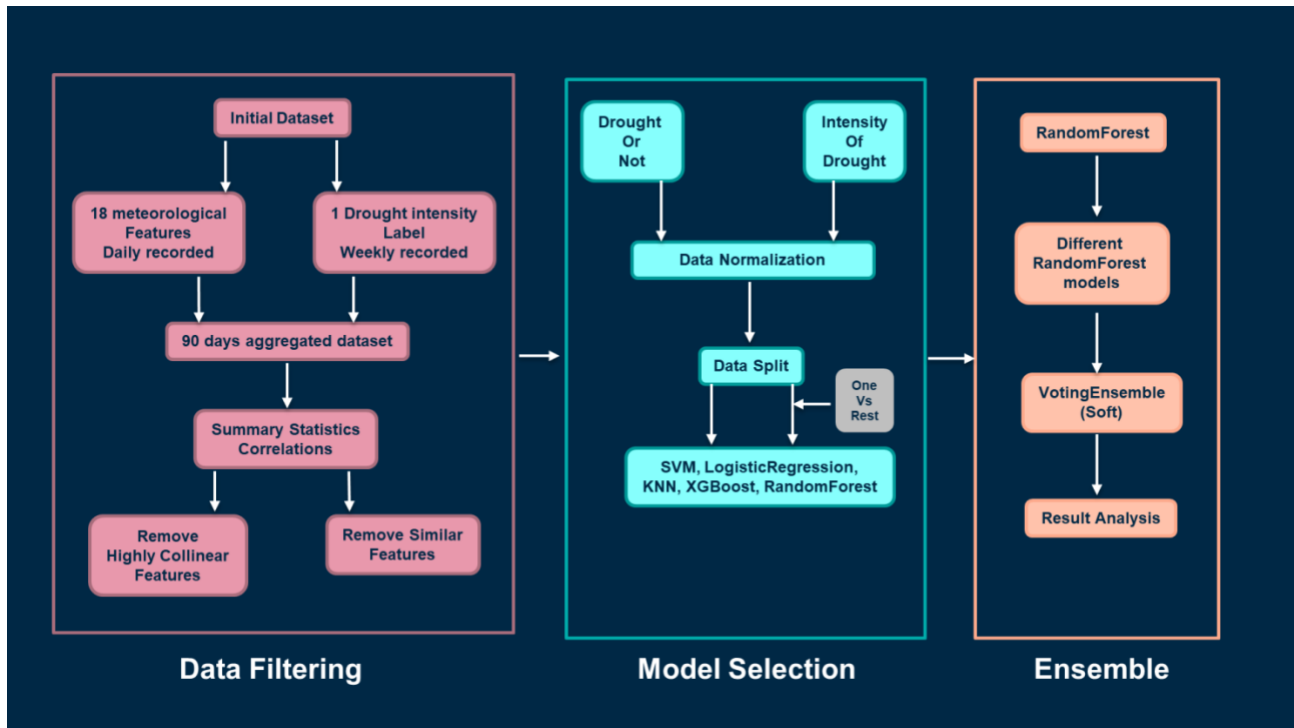 Initial Dataset
18 meteorological
Features
Daily recorded
1 Drought intensity
Label
Weekly recorded
90 days aggregated dataset
Summary Statistics
Correlations
Remove
Highly Collinear
Features
Remove Similar
Features
Data Filtering
Drought
Or
Not
Intensity
Of
Drought
Data Normalization
Data Split
One
Vs
Rest
SVM, LogisticRegression,
KNN, XGBoost, RandomForest
Model Selection
RandomForest
Different
RandomForest
models
VotingEnsemble
(Soft)
Result Analysis
Ensemble